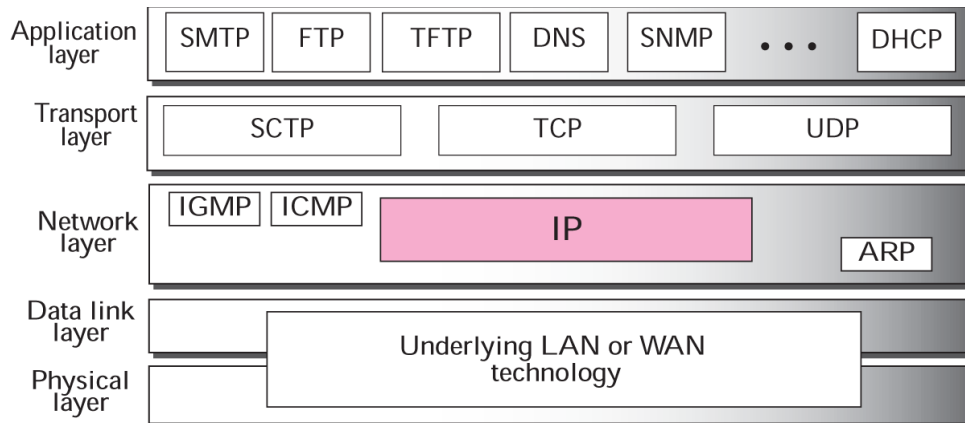 Application
layer
SMTP
FTP
TFTP
DNS
SNMP
• • •
DHCP
Transport
layer
SCTP
TCP
UDP
Network
layer
IGMP
ICMP
IP
ARP
Data link
layer
Underlying LAN or WAN
technology
Physical
layer